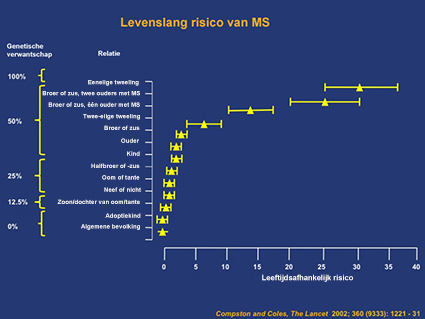 Levenslang risico van MS
Genetische
verwantschap
Relatie
100%
Eeneiige tweeling
Broer of zus, twee ouders met MS
Broer of zus, één ouder met MS
Twee-eiige tweeling
50%
Broer of zus
Ouder
Kind
Halfbroer of -zus
25%
Oom of tante
Neef of nicht
12.5%
Zoon/dochter van oom/tante
Adoptiekind
0%
Algemene bevolking
0 5 10 15 20 25 30 35 40
Leeftijdsafhankelijk risico
Compston and Coles, The Lancet 2002; 360 (9333): 1221 - 31